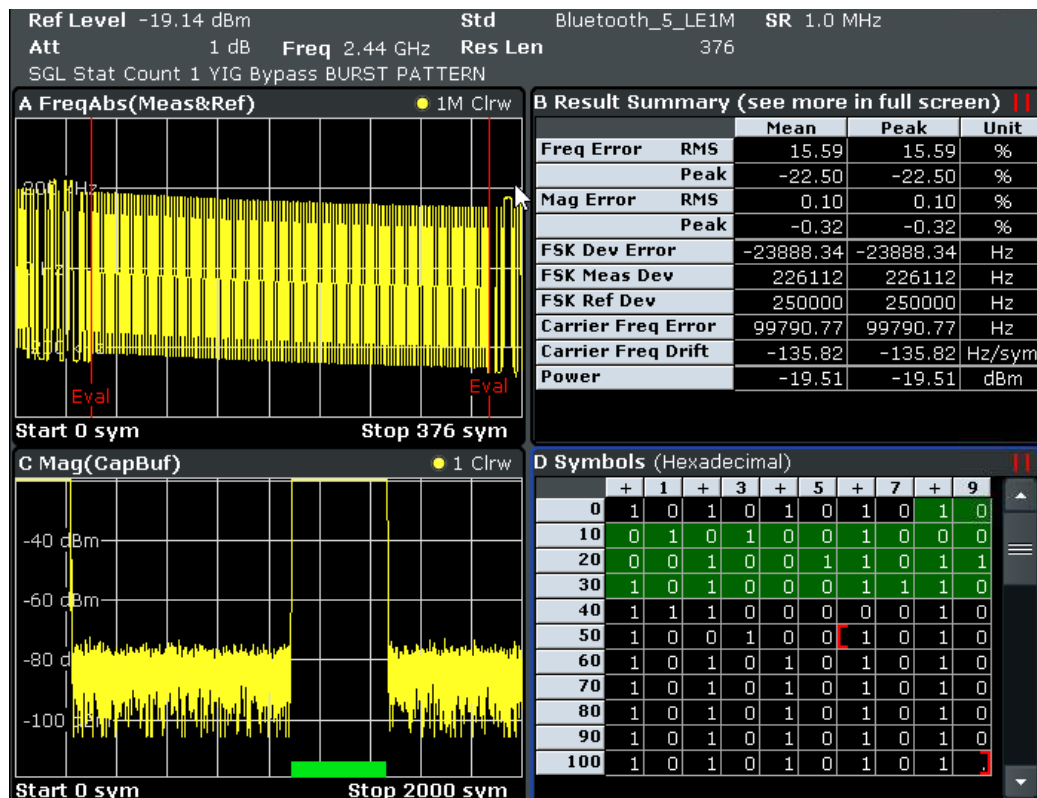 Ref Level -19.14 dBm Std Bluetooth_5_LE1M SR 1.0 MHz
Att 1 dB Freq 2.44 GHz Res Len 376
SGL Stat Count 1 YIG Bypass BURST PATTERN
A FreqAbs(Meas&Ref) 1M Clrw
200 kHz
0 Hz
Eval Eval
Start 0 sym Stop 376 sym
B Result Summary (see more in full screen)
Mean Peak Unit
Freq Error RMS 15.59 15.59 %
Peak -22.50 -22.50 %
Mag Error RMS 0.10 0.10 %
Peak -0.32 -0.32 %
FSK Dev Error -23888.34 -23888.34 Hz
FSK Meas Dev 226112 226112 Hz
FSK Ref Dev 250000 250000 Hz
Carrier Freq Error 99790.77 99790.77 Hz
Carrier Freq Drift -135.82 -135.82 Hz/sym
Power -19.51 -19.51 dBm
C Mag(CapBuf) 1 Clrw
-40 dBm
-60 dBm
-80 d
-100 dBm
Start 0 sym Stop 2000 sym
D Symbols (Hexadecimal)
+ 1 + 3 + 5 + 7 + 9
0 1 0 1 0 1 0 1 0 1 0
10 0 1 0 1 0 0 1 0 0 0
20 0 0 1 0 0 1 1 0 1 1
30 1 0 1 0 0 0 1 1 1 0
40 1 1 1 0 0 0 0 0 1 0
50 1 0 0 1 0 0 1 0 1 0
60 1 0 1 0 1 0 1 0 1 0
70 1 0 1 0 1 0 1 0 1 0
80 1 0 1 0 1 0 1 0 1 0
90 1 0 1 0 1 0 1 0 1 0
100 1 0 1 0 1 0 1 0 1 .